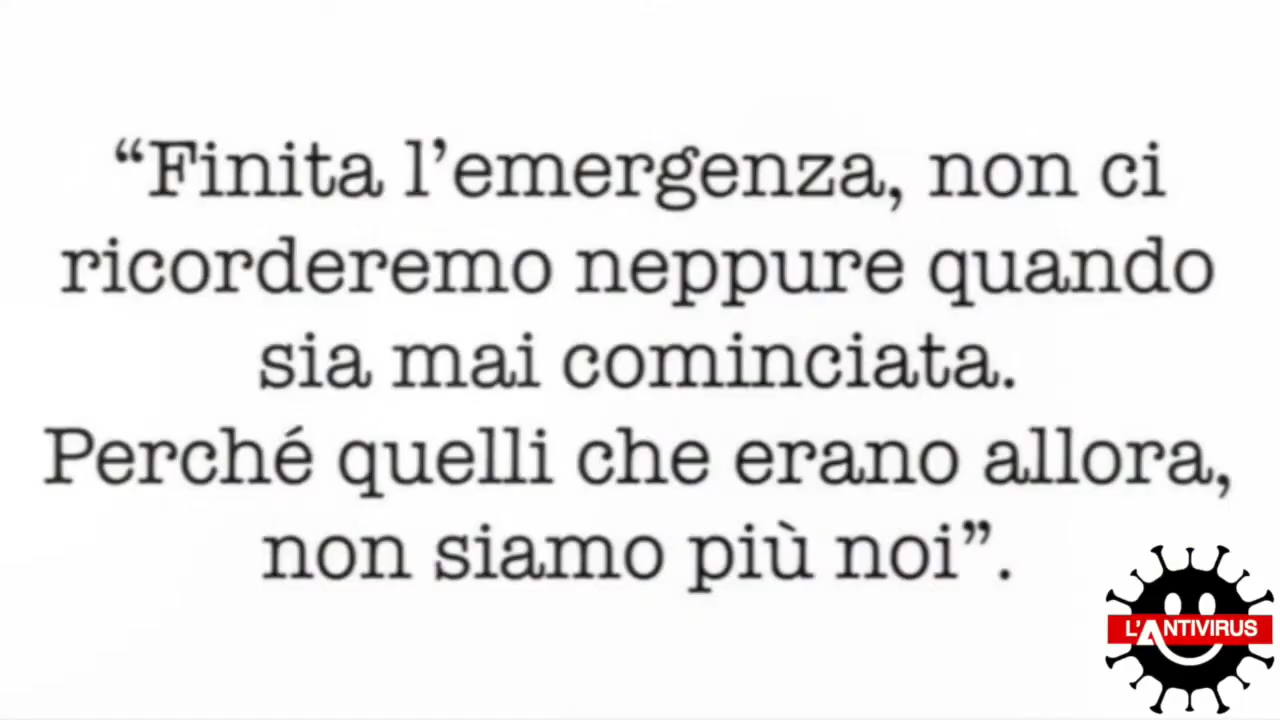 “Finita l’emergenza, non ci
ricorderemo neppure quando
sia mai cominciata.
Perché quelli che erano allora,
non siamo più noi”.
L’ANTIVIRUS